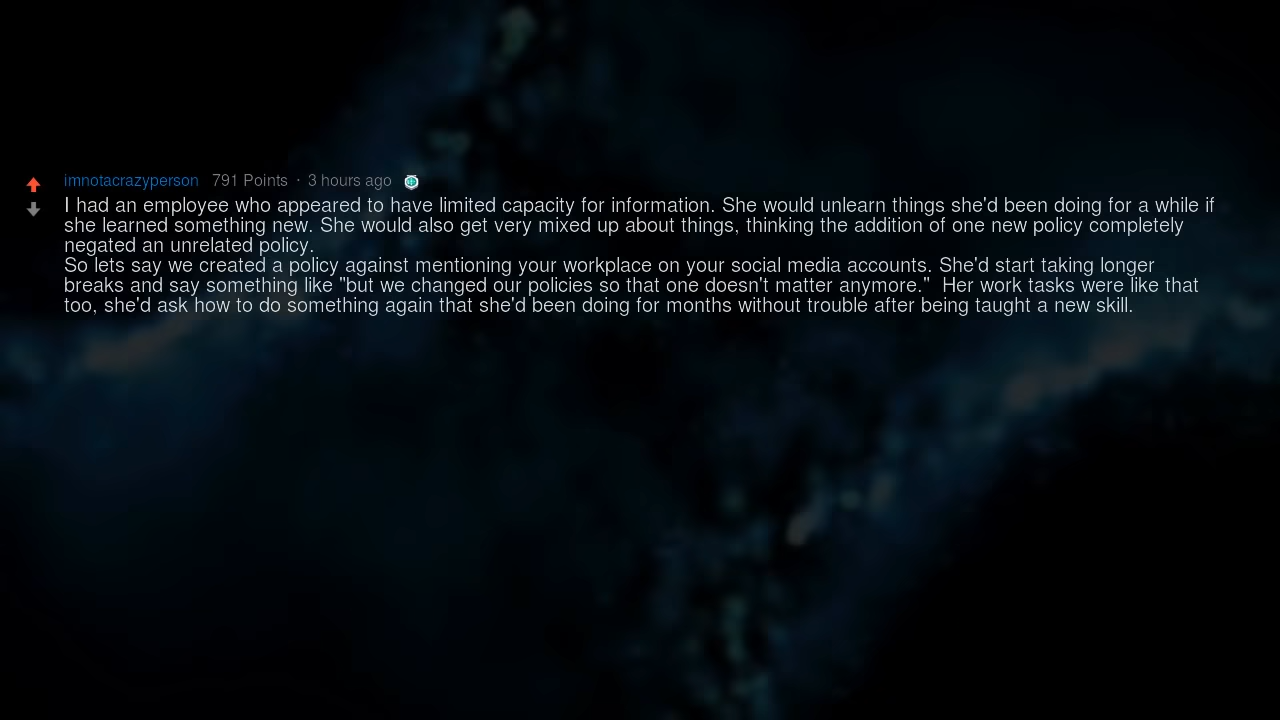 imnotacrazyperson 791 Points · 3 hours ago
I had an employee who appeared to have limited capacity for information. She would unlearn things she'd been doing for a while if
she learned something new. She would also get very mixed up about things, thinking the addition of one new policy completely
negated an unrelated policy.
So lets say we created a policy against mentioning your workplace on your social media accounts. She'd start taking longer
breaks and say something like "but we changed our policies so that one doesn't matter anymore."  Her work tasks were like that
too, she'd ask how to do something again that she'd been doing for months without trouble after being taught a new skill.